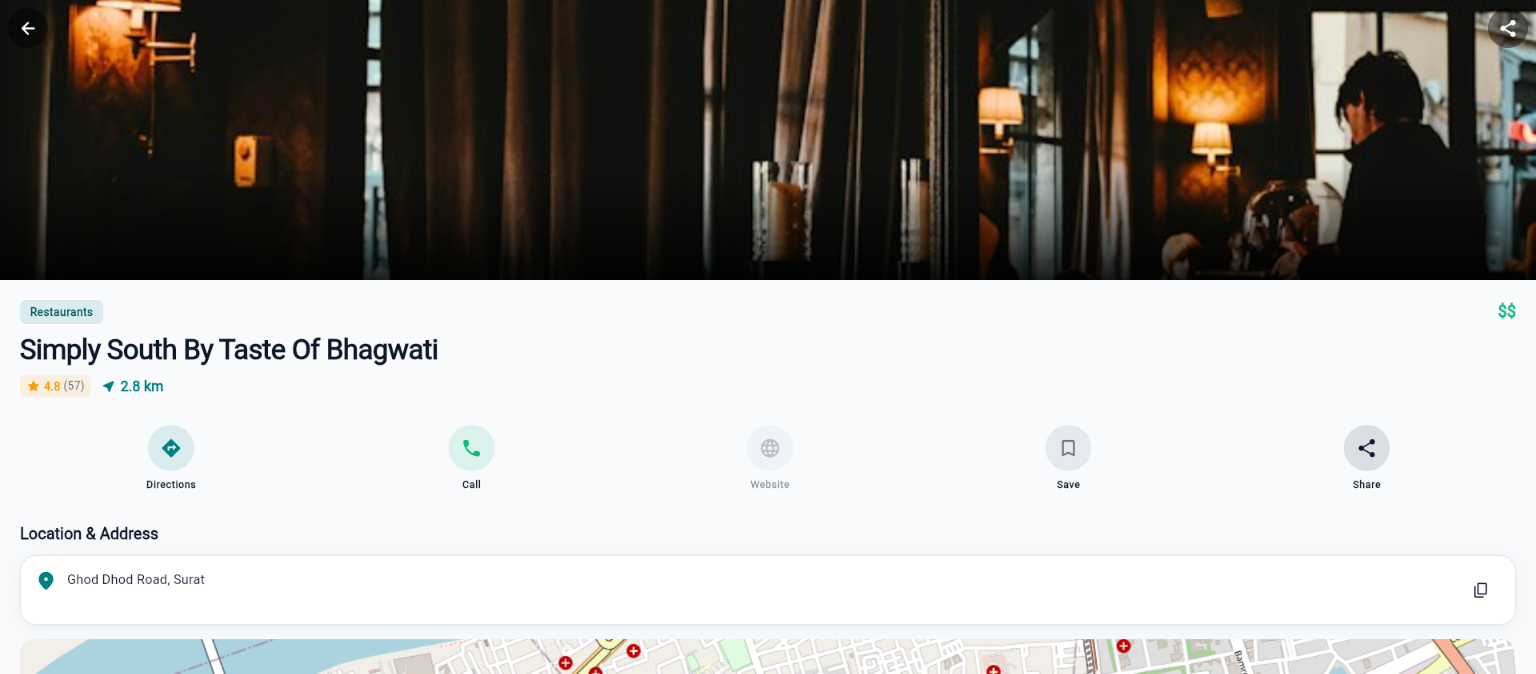 Restaurants
$$
Simply South By Taste Of Bhagwati
4.8 (57) 2.8 km
Directions Call Website Save Share
Location & Address
Ghod Dhod Road, Surat